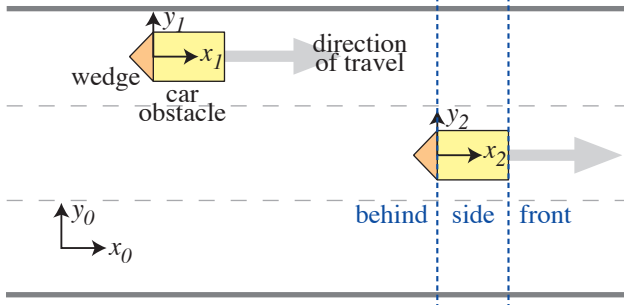 y1
x1
direction
of travel
wedge
car
obstacle
y2
x2
y0
behind
side
front
x0